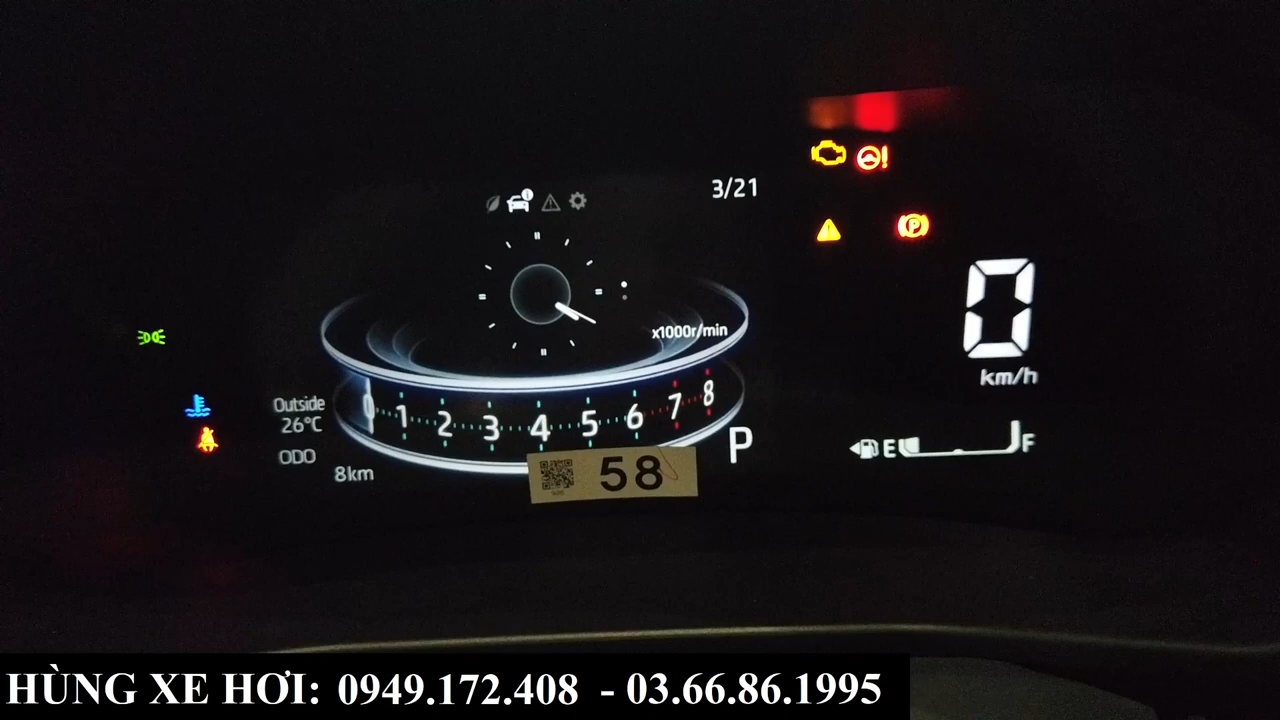 3/21
x1000r/min
0
km/h
Outside
26°C
0 1 2 3 4 5 6 7 8
ODO
8km
P
E F
58
HÙNG XE HƠI: 0949.172.408 - 03.66.86.1995